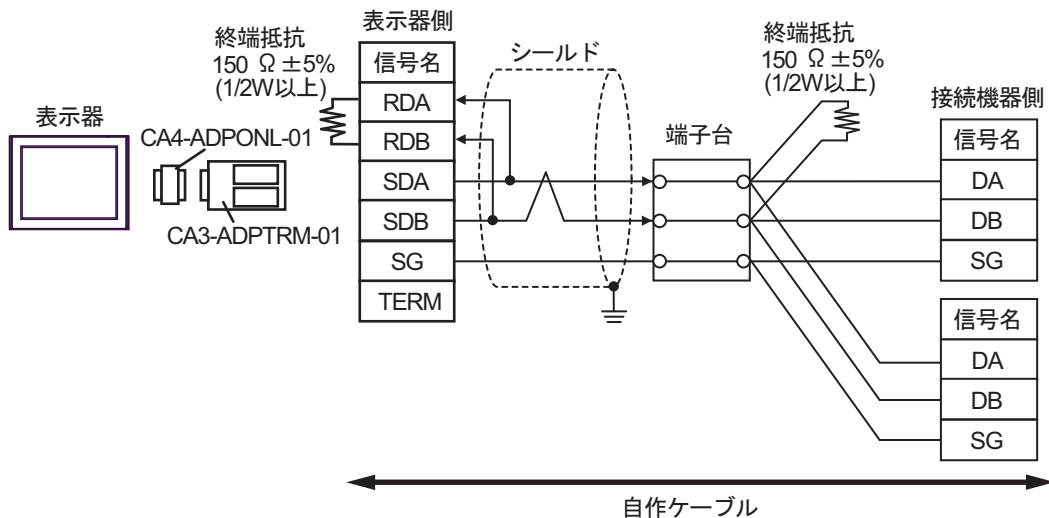 表示器
CA4-ADPONL-01
CA3-ADPTRM-01
終端抵抗
150 Ω ±5%
(1/2W以上)
表示器側
信号名
RDA
RDB
SDA
SDB
SG
TERM
シールド
端子台
終端抵抗
150 Ω ±5%
(1/2W以上)
接続機器側
信号名
DA
DB
SG
信号名
DA
DB
SG
自作ケーブル